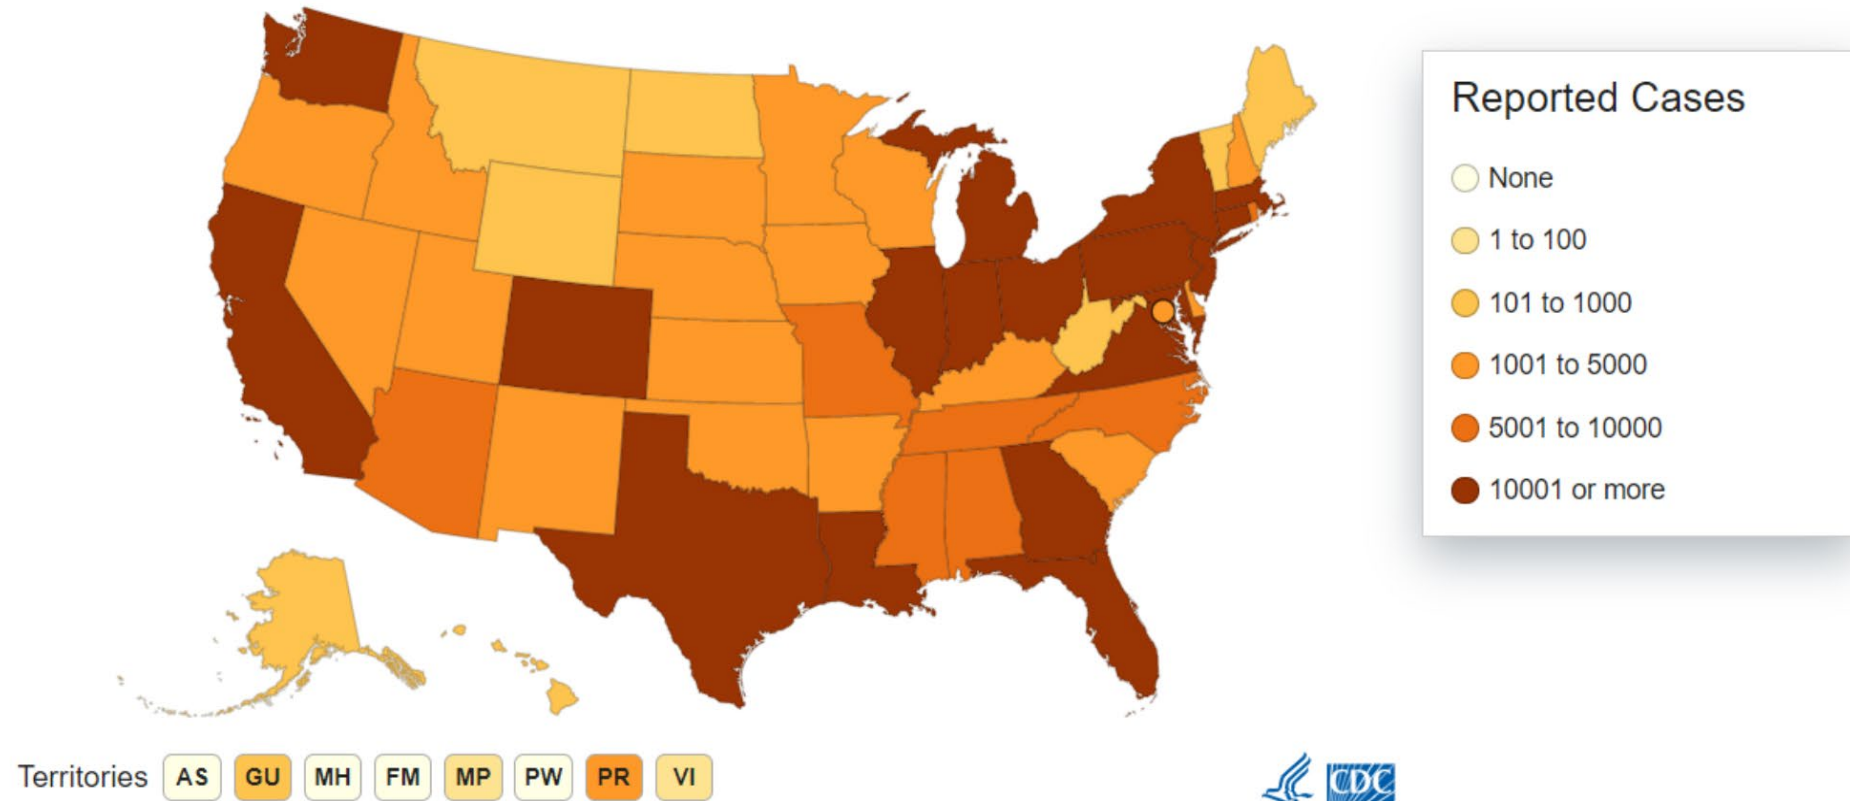 Reported Cases
None
1 to 100
101 to 1000
1001 to 5000
5001 to 10000
10001 or more
Territories AS GU MH FM MP PW PR VI
CDC